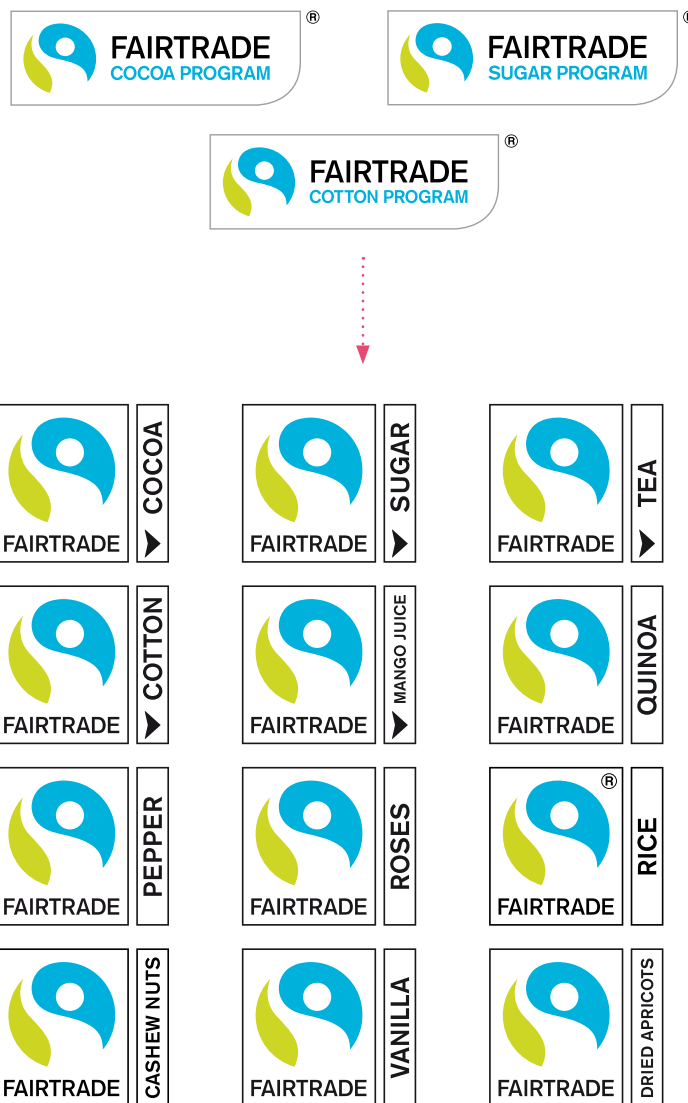 FAIRTRADE ®
COCOA PROGRAM
FAIRTRADE ®
SUGAR PROGRAM
FAIRTRADE ®
COTTON PROGRAM
FAIRTRADE
COCOA
FAIRTRADE
SUGAR
FAIRTRADE
TEA
FAIRTRADE
COTTON
FAIRTRADE
MANGO JUICE
FAIRTRADE
QUINOA
FAIRTRADE
PEPPER
FAIRTRADE
ROSES
®
FAIRTRADE
RICE
FAIRTRADE
CASHEW NUTS
FAIRTRADE
VANILLA
FAIRTRADE
DRIED APRICOTS